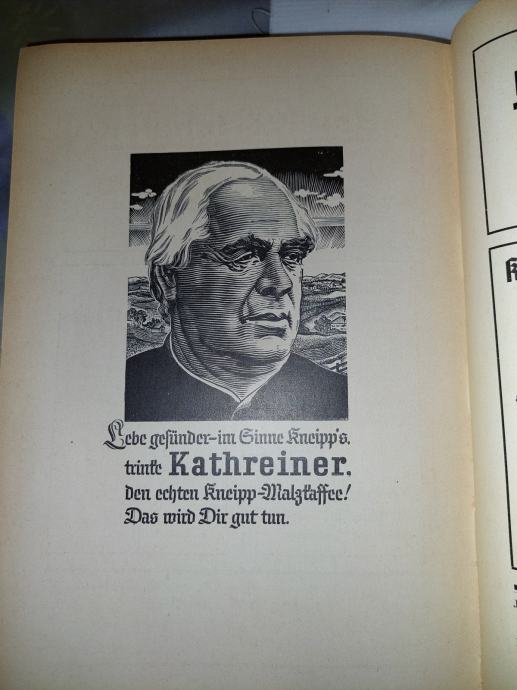 Lebe gesünder-im Sinne Kneipp's,
trinke Kathreiner,
den echten Kneipp-Malzkaffee!
Das wird Dir gut tun.